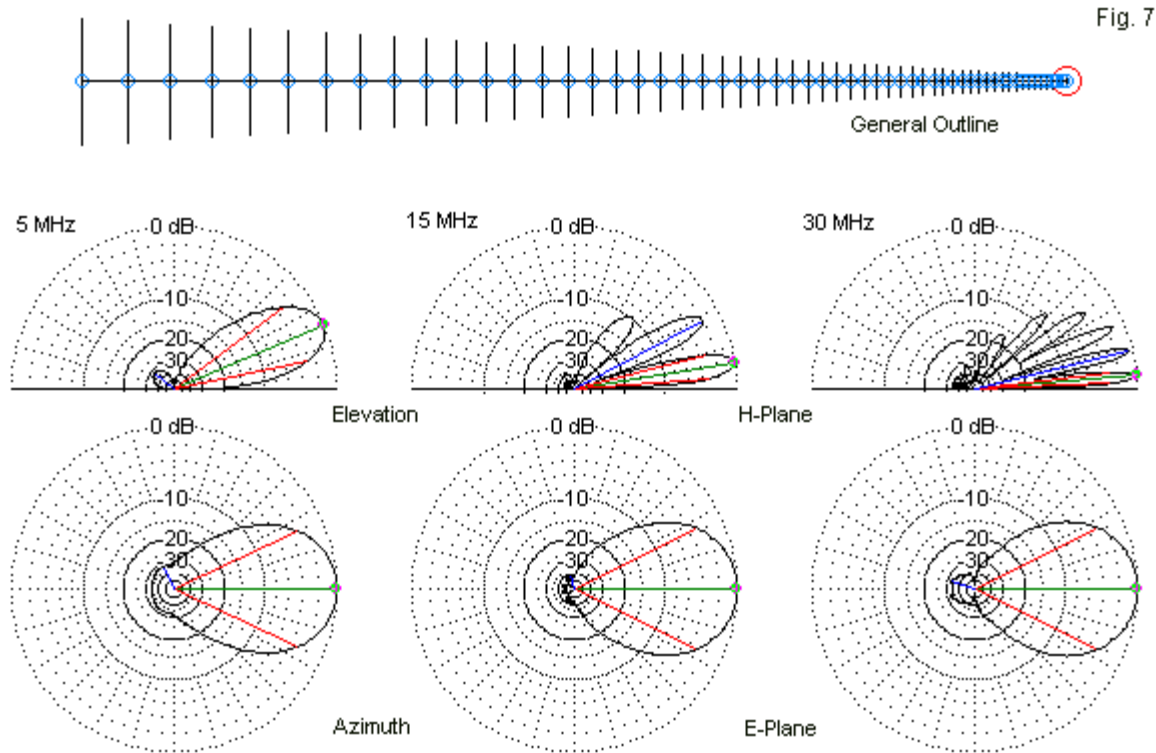 Fig. 7
General Outline
5 MHz
0 dB
15 MHz
0 dB
30 MHz
0 dB
-10
-10
-10
20
20
20
30
30
30
Elevation
H-Plane
0 dB
0 dB
0 dB
-10
-10
-10
20
20
20
30
30
30
Azimuth
E-Plane